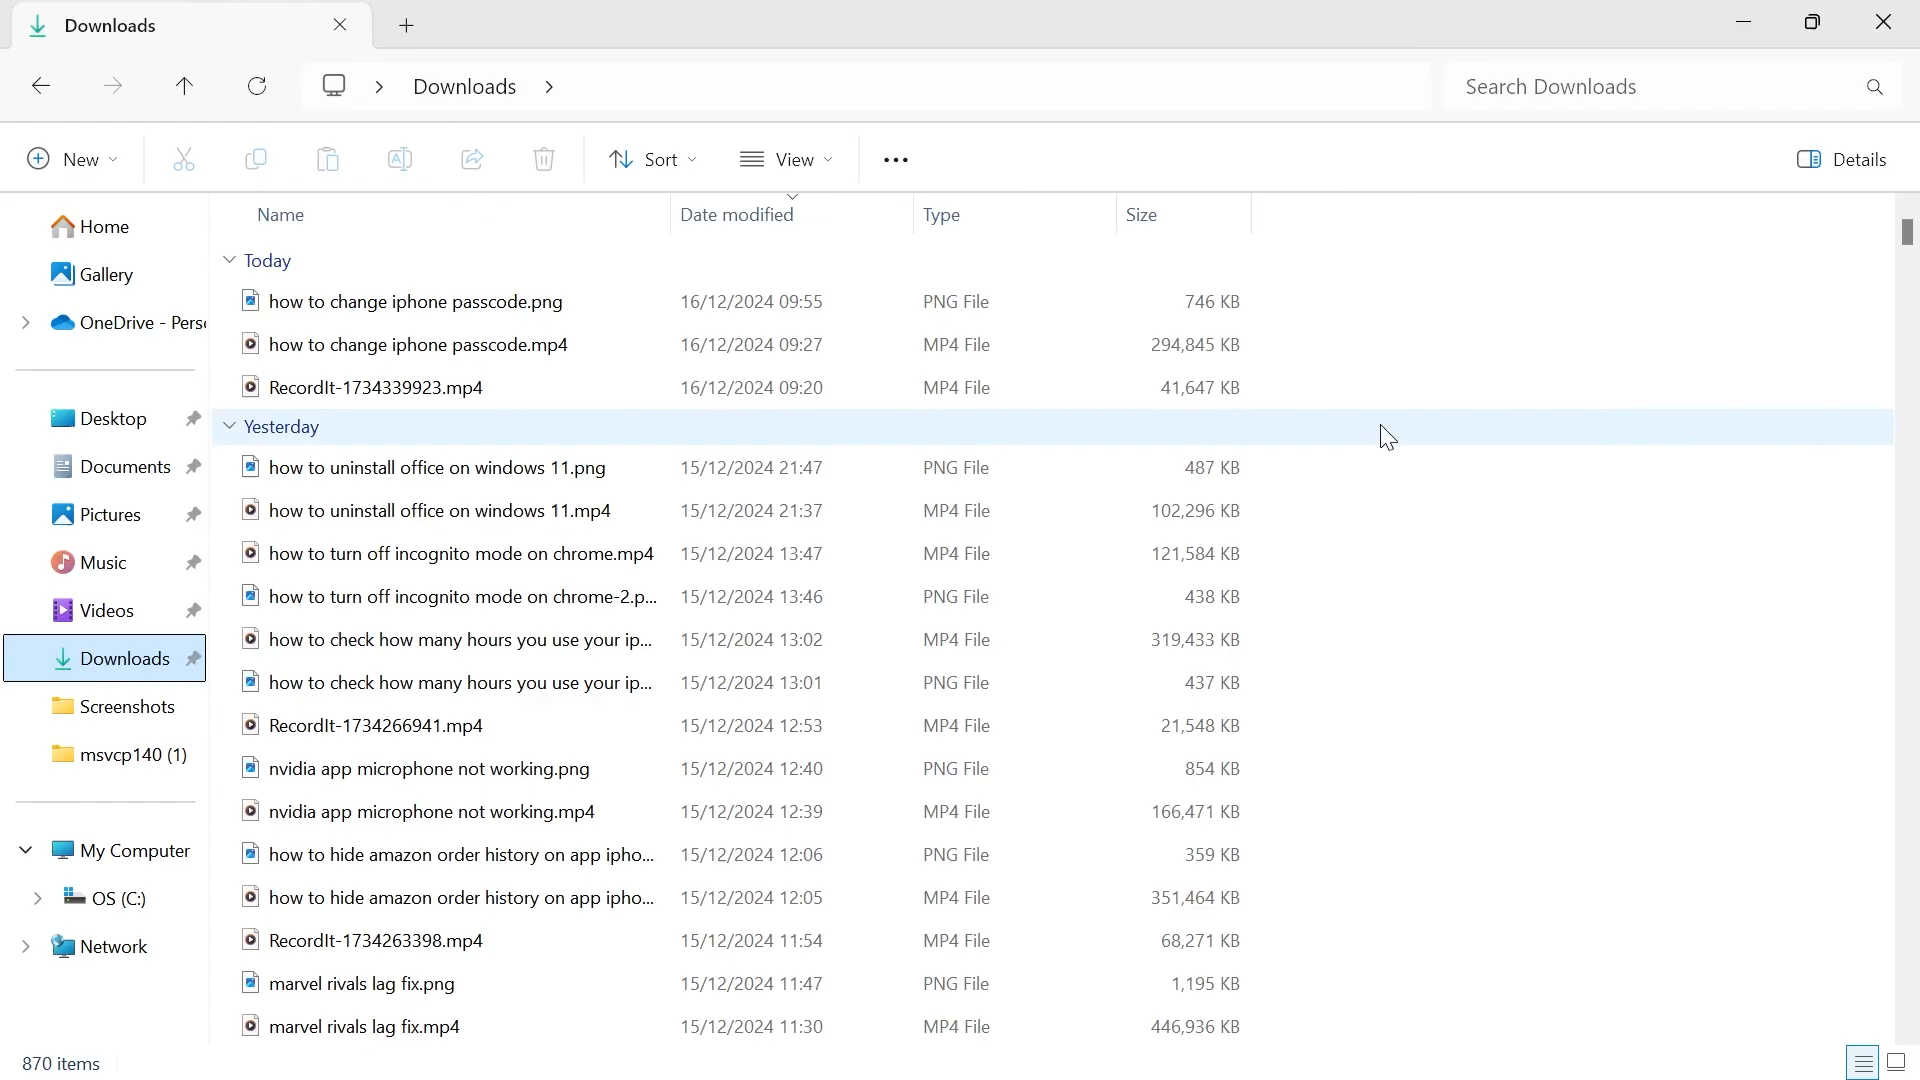 Downloads
Downloads
Search Downloads
New
Sort
View
Details
Home
Gallery
OneDrive - Perso
Desktop
Documents
Pictures
Music
Videos
Downloads
Screenshots
msvcp140 (1)
My Computer
OS (C:)
Network
Name Date modified Type Size
Today
how to change iphone passcode.png 16/12/2024 09:55 PNG File 746 KB
how to change iphone passcode.mp4 16/12/2024 09:27 MP4 File 294,845 KB
RecordIt-1734339923.mp4 16/12/2024 09:20 MP4 File 41,647 KB
Yesterday
how to uninstall office on windows 11.png 15/12/2024 21:47 PNG File 487 KB
how to uninstall office on windows 11.mp4 15/12/2024 21:37 MP4 File 102,296 KB
how to turn off incognito mode on chrome.mp4 15/12/2024 13:47 MP4 File 121,584 KB
how to turn off incognito mode on chrome-2.p... 15/12/2024 13:46 PNG File 438 KB
how to check how many hours you use your ip... 15/12/2024 13:02 MP4 File 319,433 KB
how to check how many hours you use your ip... 15/12/2024 13:01 PNG File 437 KB
RecordIt-1734266941.mp4 15/12/2024 12:53 MP4 File 21,548 KB
nvidia app microphone not working.png 15/12/2024 12:40 PNG File 854 KB
nvidia app microphone not working.mp4 15/12/2024 12:39 MP4 File 166,471 KB
how to hide amazon order history on app ipho... 15/12/2024 12:06 PNG File 359 KB
how to hide amazon order history on app ipho... 15/12/2024 12:05 MP4 File 351,464 KB
RecordIt-1734263398.mp4 15/12/2024 11:54 MP4 File 68,271 KB
marvel rivals lag fix.png 15/12/2024 11:47 PNG File 1,195 KB
marvel rivals lag fix.mp4 15/12/2024 11:30 MP4 File 446,936 KB
870 items